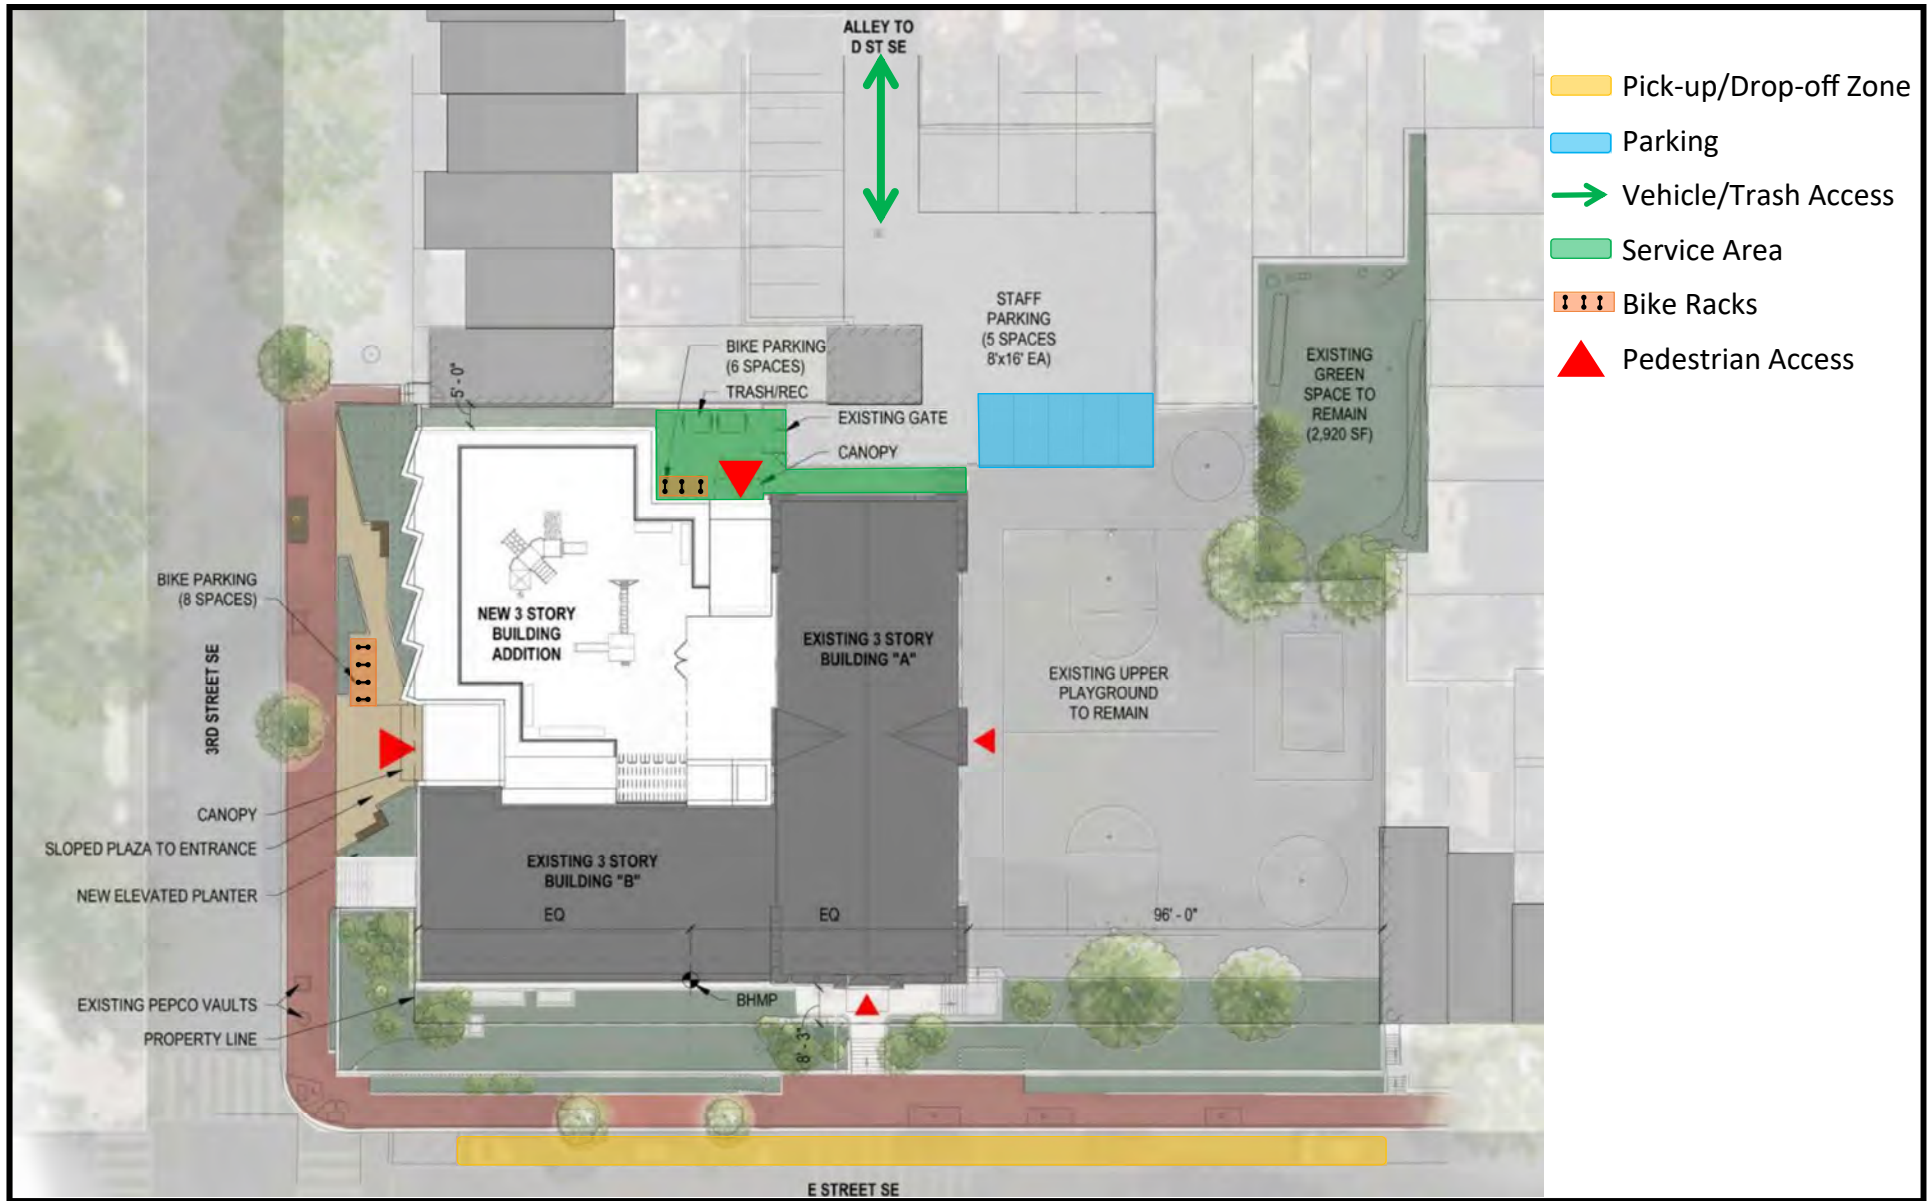 ALLEY TO
D ST SE
Pick-up/Drop-off Zone
Parking
Vehicle/Trash Access
Service Area
Bike Racks
Pedestrian Access
STAFF
PARKING
(5 SPACES
8'x16' EA)
BIKE PARKING
(6 SPACES)
TRASH/REC
EXISTING GATE
CANOPY
5' - 0"
EXISTING
GREEN
SPACE TO
REMAIN
(2,920 SF)
BIKE PARKING
(8 SPACES)
NEW 3 STORY
BUILDING
ADDITION
EXISTING 3 STORY
BUILDING "A"
EXISTING UPPER
PLAYGROUND
TO REMAIN
3RD STREET SE
CANOPY
SLOPED PLAZA TO ENTRANCE
NEW ELEVATED PLANTER
EXISTING 3 STORY
BUILDING "B"
EQ
EQ
96' - 0"
EXISTING PEPCO VAULTS
BHMP
PROPERTY LINE
8' - 3"
E STREET SE